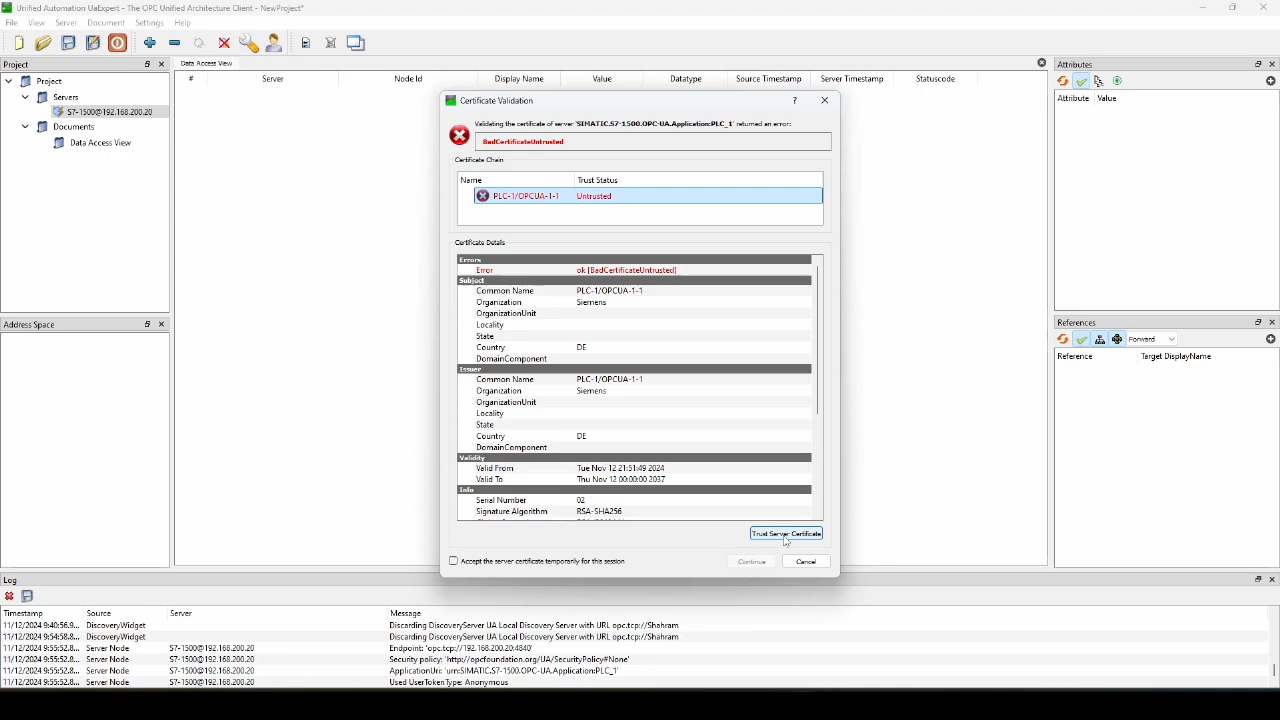 Unified Automation UaExpert - The OPC Unified Architecture Client - NewProject*
File View Server Document Settings Help
Project
Project
Servers
S7-1500@192.168.200.20
Documents
Data Access View
Address Space
Data Access View
# Server Node Id Display Name Value Datatype Source Timestamp Server Timestamp Statuscode
Certificate Validation
?
Validating the certificate of server 'SIMATIC.S7-1500.OPC-UA.Application:PLC_1' returned an error:
BadCertificateUntrusted
Certificate Chain
Name Trust Status
PLC-1/OPCUA-1-1 Untrusted
Certificate Details
Errors
Error ok [BadCertificateUntrusted]
Subject
Common Name PLC-1/OPCUA-1-1
Organization Siemens
OrganizationUnit
Locality
State
Country DE
DomainComponent
Issuer
Common Name PLC-1/OPCUA-1-1
Organization Siemens
OrganizationUnit
Locality
State
Country DE
DomainComponent
Validity
Valid From Tue Nov 12 21:51:49 2024
Valid To Thu Nov 12 00:00:00 2037
Info
Serial Number 02
Signature Algorithm RSA-SHA256
Trust Server Certificate
Accept the server certificate temporarily for this session
Continue Cancel
Attributes
Attribute Value
References
Forward
Reference Target DisplayName
Log
Timestamp Source Server Message
11/12/2024 9:40:56.9... DiscoveryWidget Discarding DiscoveryServer UA Local Discovery Server with URL opc.tcp://Shahram
11/12/2024 9:54:58.8... DiscoveryWidget Discarding DiscoveryServer UA Local Discovery Server with URL opc.tcp://Shahram
11/12/2024 9:55:52.8... Server Node S7-1500@192.168.200.20 Endpoint: 'opc.tcp://192.168.200.20:4840'
11/12/2024 9:55:52.8... Server Node S7-1500@192.168.200.20 Security policy: 'http://opcfoundation.org/UA/SecurityPolicy#None'
11/12/2024 9:55:52.8... Server Node S7-1500@192.168.200.20 ApplicationUri: 'urn:SIMATIC.S7-1500.OPC-UA.Application:PLC_1'
11/12/2024 9:55:52.8... Server Node S7-1500@192.168.200.20 Used UserTokenType: Anonymous